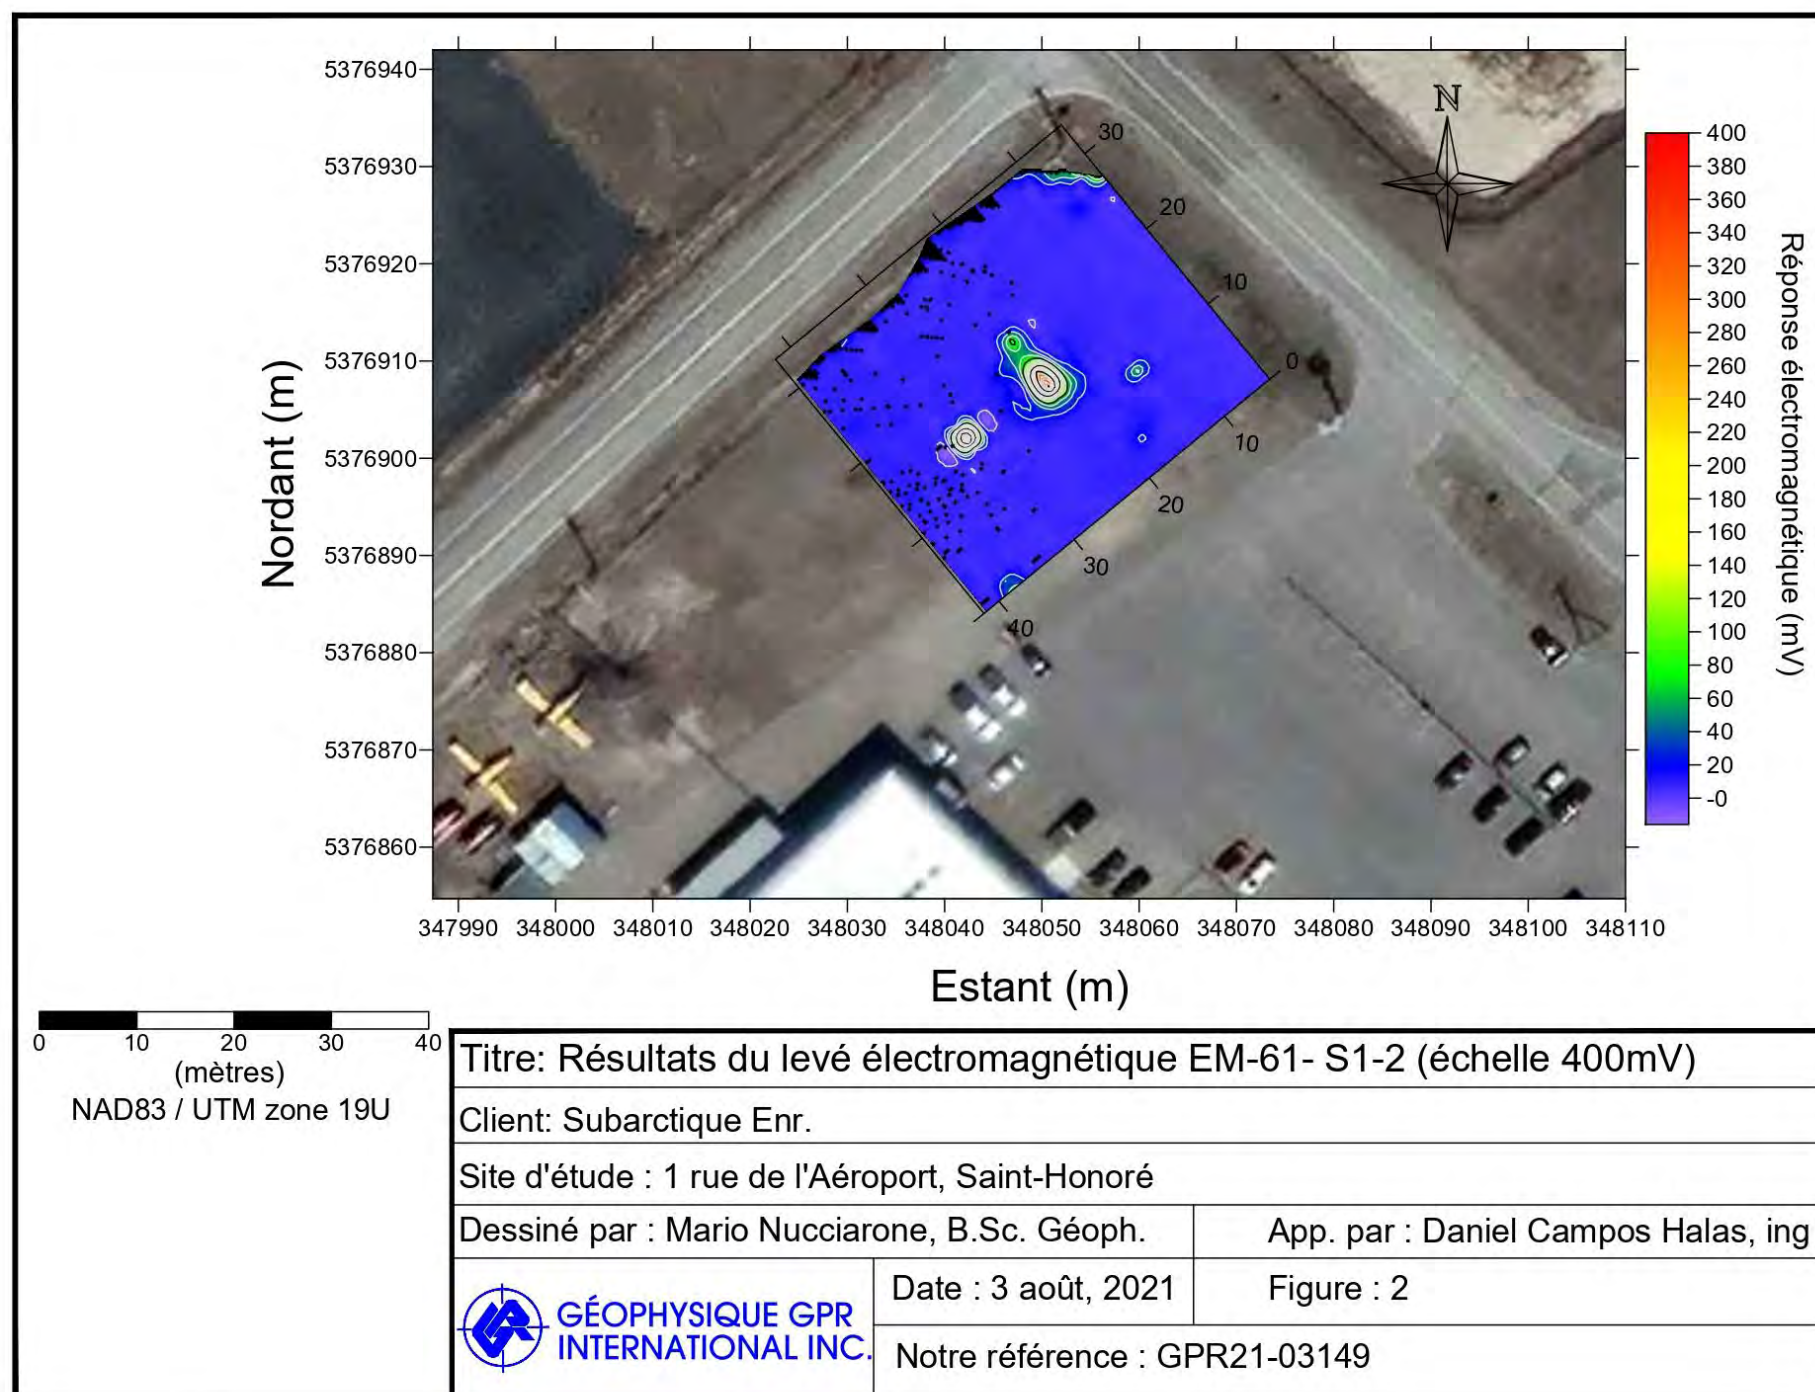 5376940
5376930
5376920
5376910
5376900
5376890
5376880
5376870
5376860
Nordant (m)
N
30
20
10
0
10
20
30
40
400
380
360
340
320
300
280
260
240
220
200
180
160
140
120
100
80
60
40
20
-0
Réponse électromagnétique (mV)
347990 348000 348010 348020 348030 348040 348050 348060 348070 348080 348090 348100 348110
Estant (m)
0 10 20 30 40
(mètres)
NAD83 / UTM zone 19U
Titre: Résultats du levé électromagnétique EM-61- S1-2 (échelle 400mV)
Client: Subarctique Enr.
Site d'étude : 1 rue de l'Aéroport, Saint-Honoré
Dessiné par : Mario Nucciarone, B.Sc. Géoph.
App. par : Daniel Campos Halas, ing
GÉOPHYSIQUE GPR
INTERNATIONAL INC.
Date : 3 août, 2021
Figure : 2
Notre référence : GPR21-03149